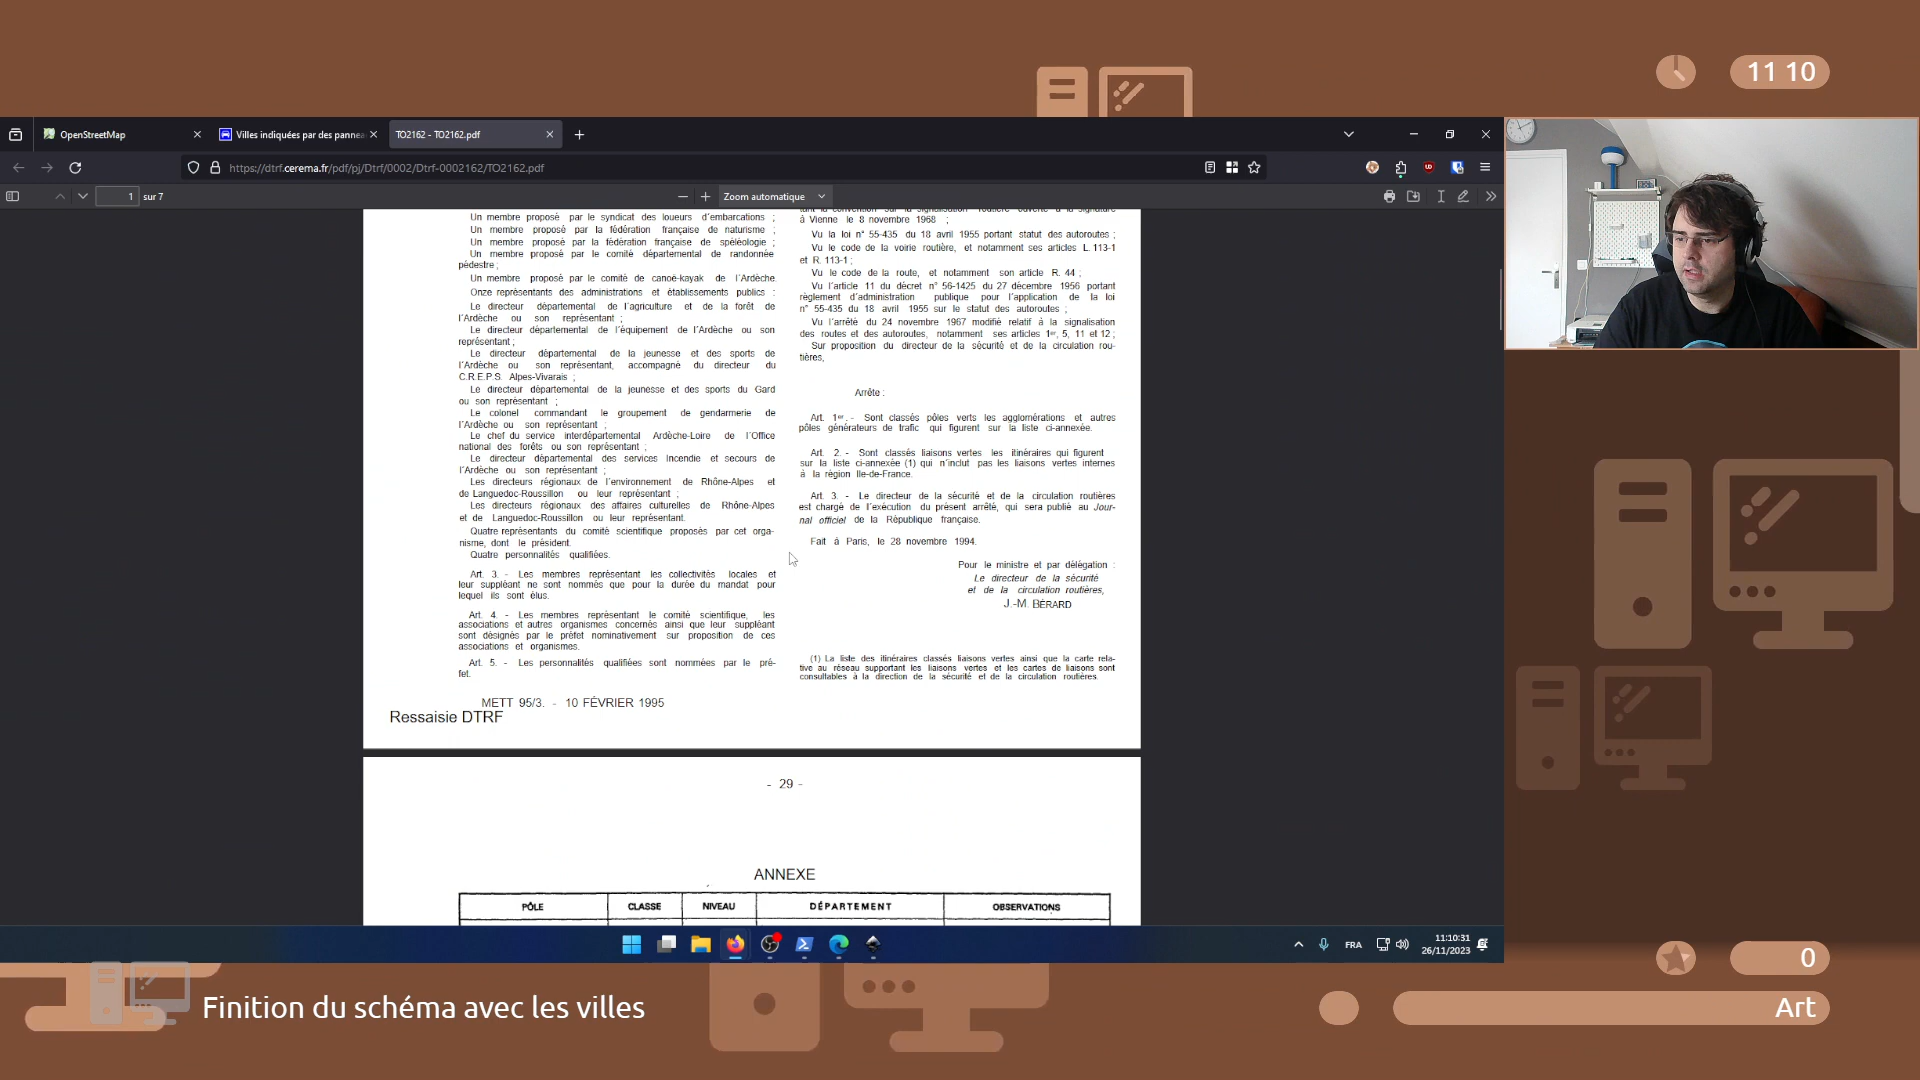 11 10
OpenStreetMap
Villes indiquées par des pannea
TO2162 - TO2162.pdf
https://dtrf.cerema.fr/pdf/pj/Dtrf/0002/Dtrf-0002162/TO2162.pdf
1 sur 7
Zoom automatique
Un membre proposé par le syndicat des loueurs d'embarcations ;
Un membre proposé par la fédération française de naturisme ;
Un membre proposé par la fédération française de spéléologie ;
Un membre proposé par le comité départemental de randonnée
pédestre ;
Un membre proposé par le comité de canoë-kayak de l'Ardèche.
Onze représentants des administrations et établissements publics :
Le directeur départemental de l'agriculture et de la forêt de
l'Ardèche ou son représentant ;
Le directeur départemental de l'équipement de l'Ardèche ou son
représentant ;
Le directeur départemental de la jeunesse et des sports de
l'Ardèche ou son représentant, accompagné du directeur du
C.R.E.P.S. Alpes-Vivarais ;
Le directeur départemental de la jeunesse et des sports du Gard
ou son représentant ;
Le colonel commandant le groupement de gendarmerie de
l'Ardèche ou son représentant ;
Le chef du service interdépartemental Ardèche-Loire de l'Office
national des forêts ou son représentant ;
Le directeur départemental des services Incendie et secours de
l'Ardèche ou son représentant ;
Les directeurs régionaux de l'environnement de Rhône-Alpes et
de Languedoc-Roussillon ou leur représentant ;
Les directeurs régionaux des affaires culturelles de Rhône-Alpes
et de Languedoc-Roussillon ou leur représentant.
Quatre représentants du comité scientifique proposés par cet orga-
nisme, dont le président.
Quatre personnalités qualifiées.
Art. 3. - Les membres représentant les collectivités locales et
leur suppléant ne sont nommés que pour la durée du mandat pour
lequel ils sont élus.
Art. 4. - Les membres représentant le comité scientifique, les
associations et autres organismes concernés ainsi que leur suppléant
sont désignés par le préfet nominativement sur proposition de ces
associations et organismes.
Art. 5. - Les personnalités qualifiées sont nommées par le pré-
fet.
METT 95/3. - 10 FÉVRIER 1995
Ressaisie DTRF
tant la convention sur la signalisation routière ouverte à la signature
à Vienne le 8 novembre 1968 ;
Vu la loi n° 55-435 du 18 avril 1955 portant statut des autoroutes ;
Vu le code de la voirie routière, et notamment ses articles L. 113-1
et R. 113-1 ;
Vu le code de la route, et notamment son article R. 44 ;
Vu l'article 11 du décret n° 56-1425 du 27 décembre 1956 portant
règlement d'administration publique pour l'application de la loi
n° 55-435 du 18 avril 1955 sur le statut des autoroutes ;
Vu l'arrêté du 24 novembre 1967 modifié relatif à la signalisation
des routes et des autoroutes, notamment ses articles 1er, 5, 11 et 12 ;
Sur proposition du directeur de la sécurité et de la circulation rou-
tières,
Arrête :
Art. 1er. - Sont classés pôles verts les agglomérations et autres
pôles générateurs de trafic qui figurent sur la liste ci-annexée.
Art. 2. - Sont classés liaisons vertes les itinéraires qui figurent
sur la liste ci-annexée (1) qui n'inclut pas les liaisons vertes internes
à la région Ile-de-France.
Art. 3. - Le directeur de la sécurité et de la circulation routières
est chargé de l'exécution du présent arrêté, qui sera publié au Jour-
nal officiel de la République française.
Fait à Paris, le 28 novembre 1994.
Pour le ministre et par délégation :
Le directeur de la sécurité
et de la circulation routières,
J.-M. BÉRARD
(1) La liste des itinéraires classés liaisons vertes ainsi que la carte rela-
tive au réseau supportant les liaisons vertes et les cartes de liaisons sont
consultables à la direction de la sécurité et de la circulation routières.
- 29 -
ANNEXE
PÔLE CLASSE NIVEAU DÉPARTEMENT OBSERVATIONS
FRA
11:10:31
26/11/2023
0
Finition du schéma avec les villes
Art